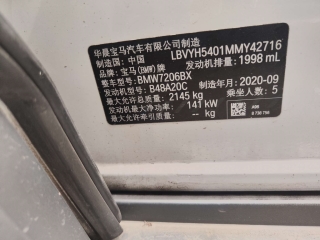 华晨宝马汽车有限公司制造
制造国: 中国 LBVYH5401MMY42716
发动机排量: 1998 mL
品牌: 宝马(BMW)牌
整车型号: BMW7206BX 2020-09
发动机型号: B48A20C 乘坐人数: 5
最大允许总质量: 2145 kg
发动机最大净功率: 141 kW
最大允许牵引质量: -- kg